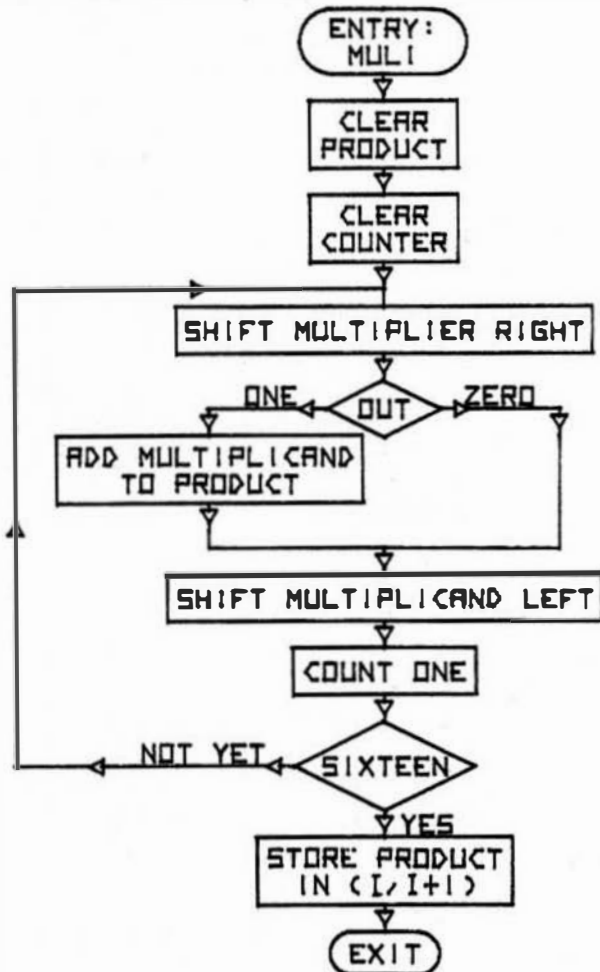 ENTRY:
MULI
CLEAR
PRODUCT
CLEAR
COUNTER
SHIFT MULTIPLIER RIGHT
ONE
OUT
ZERO
ADD MULTIPLICAND
TO PRODUCT
SHIFT MULTIPLICAND LEFT
COUNT ONE
NOT YET
SIXTEEN
YES
STORE PRODUCT
IN (I,I+1)
EXIT